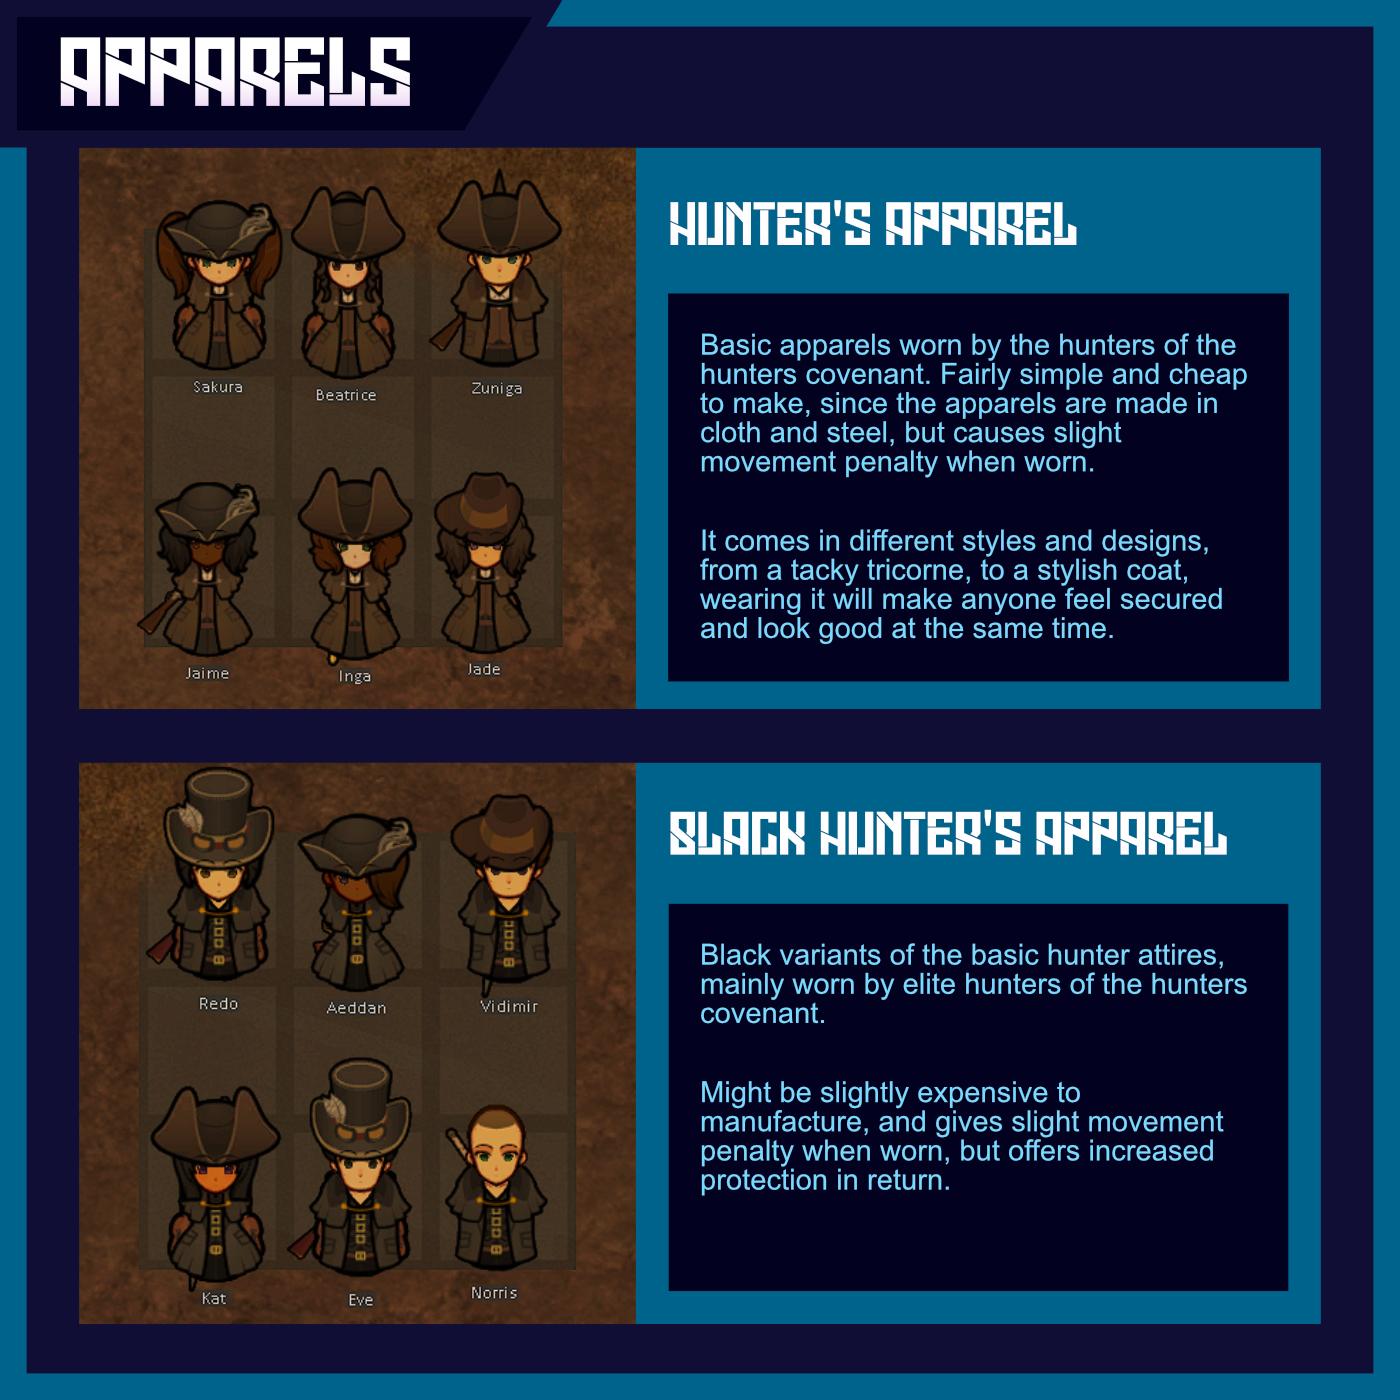 APPARELS
Sakura
Beatrice
Zuniga
Jaime
Inga
Jade
HUNTER'S APPAREL
Basic apparels worn by the hunters of the
hunters covenant. Fairly simple and cheap
to make, since the apparels are made in
cloth and steel, but causes slight
movement penalty when worn.
It comes in different styles and designs,
from a tacky tricorne, to a stylish coat,
wearing it will make anyone feel secured
and look good at the same time.
Redo
Aeddan
Vidimir
Kat
Eve
Norris
BLACK HUNTER'S APPAREL
Black variants of the basic hunter attires,
mainly worn by elite hunters of the hunters
covenant.
Might be slightly expensive to
manufacture, and gives slight movement
penalty when worn, but offers increased
protection in return.